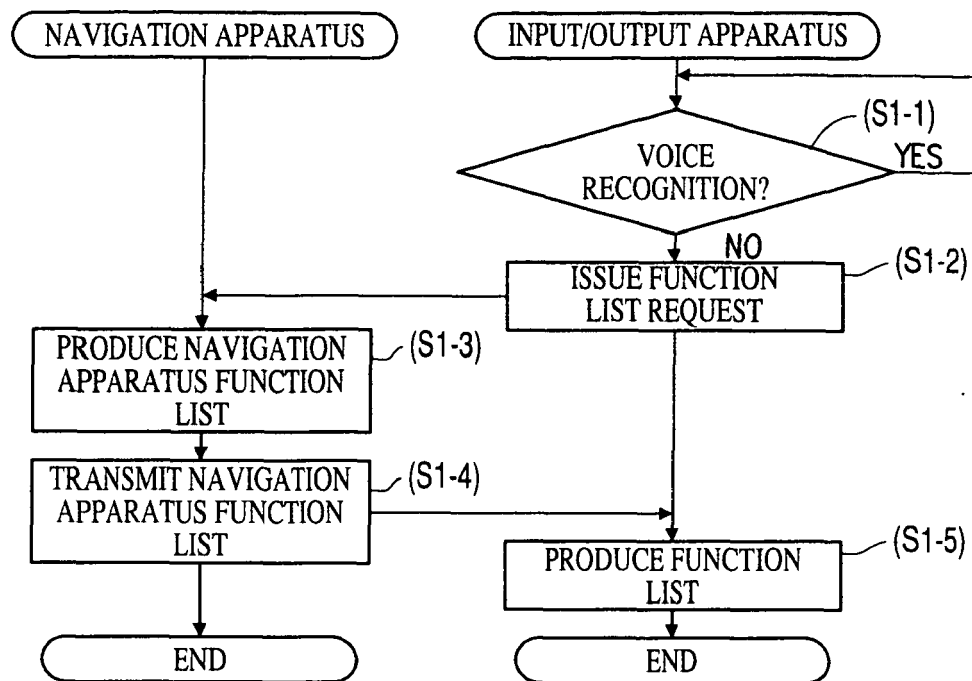 NAVIGATION APPARATUS
INPUT/OUTPUT APPARATUS
(S1-1)
VOICE
RECOGNITION?
YES
NO
(S1-2)
ISSUE FUNCTION
LIST REQUEST
(S1-3)
PRODUCE NAVIGATION
APPARATUS FUNCTION
LIST
(S1-4)
TRANSMIT NAVIGATION
APPARATUS FUNCTION
LIST
(S1-5)
PRODUCE FUNCTION
LIST
END
END